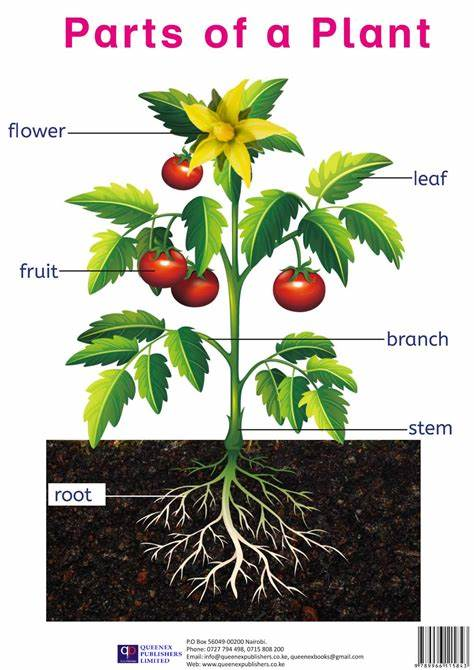 Parts of a Plant
flower
leaf
fruit
branch
stem
root
QUEENEX
PUBLISHERS
LIMITED
P.O Box 56049-00200 Nairobi.
Phone: 0727 794 498, 0715 808 200
Email: info@queenexpublishers.co.ke, queenexbooks@gmail.com
Web: www.queenexpublishers.co.ke